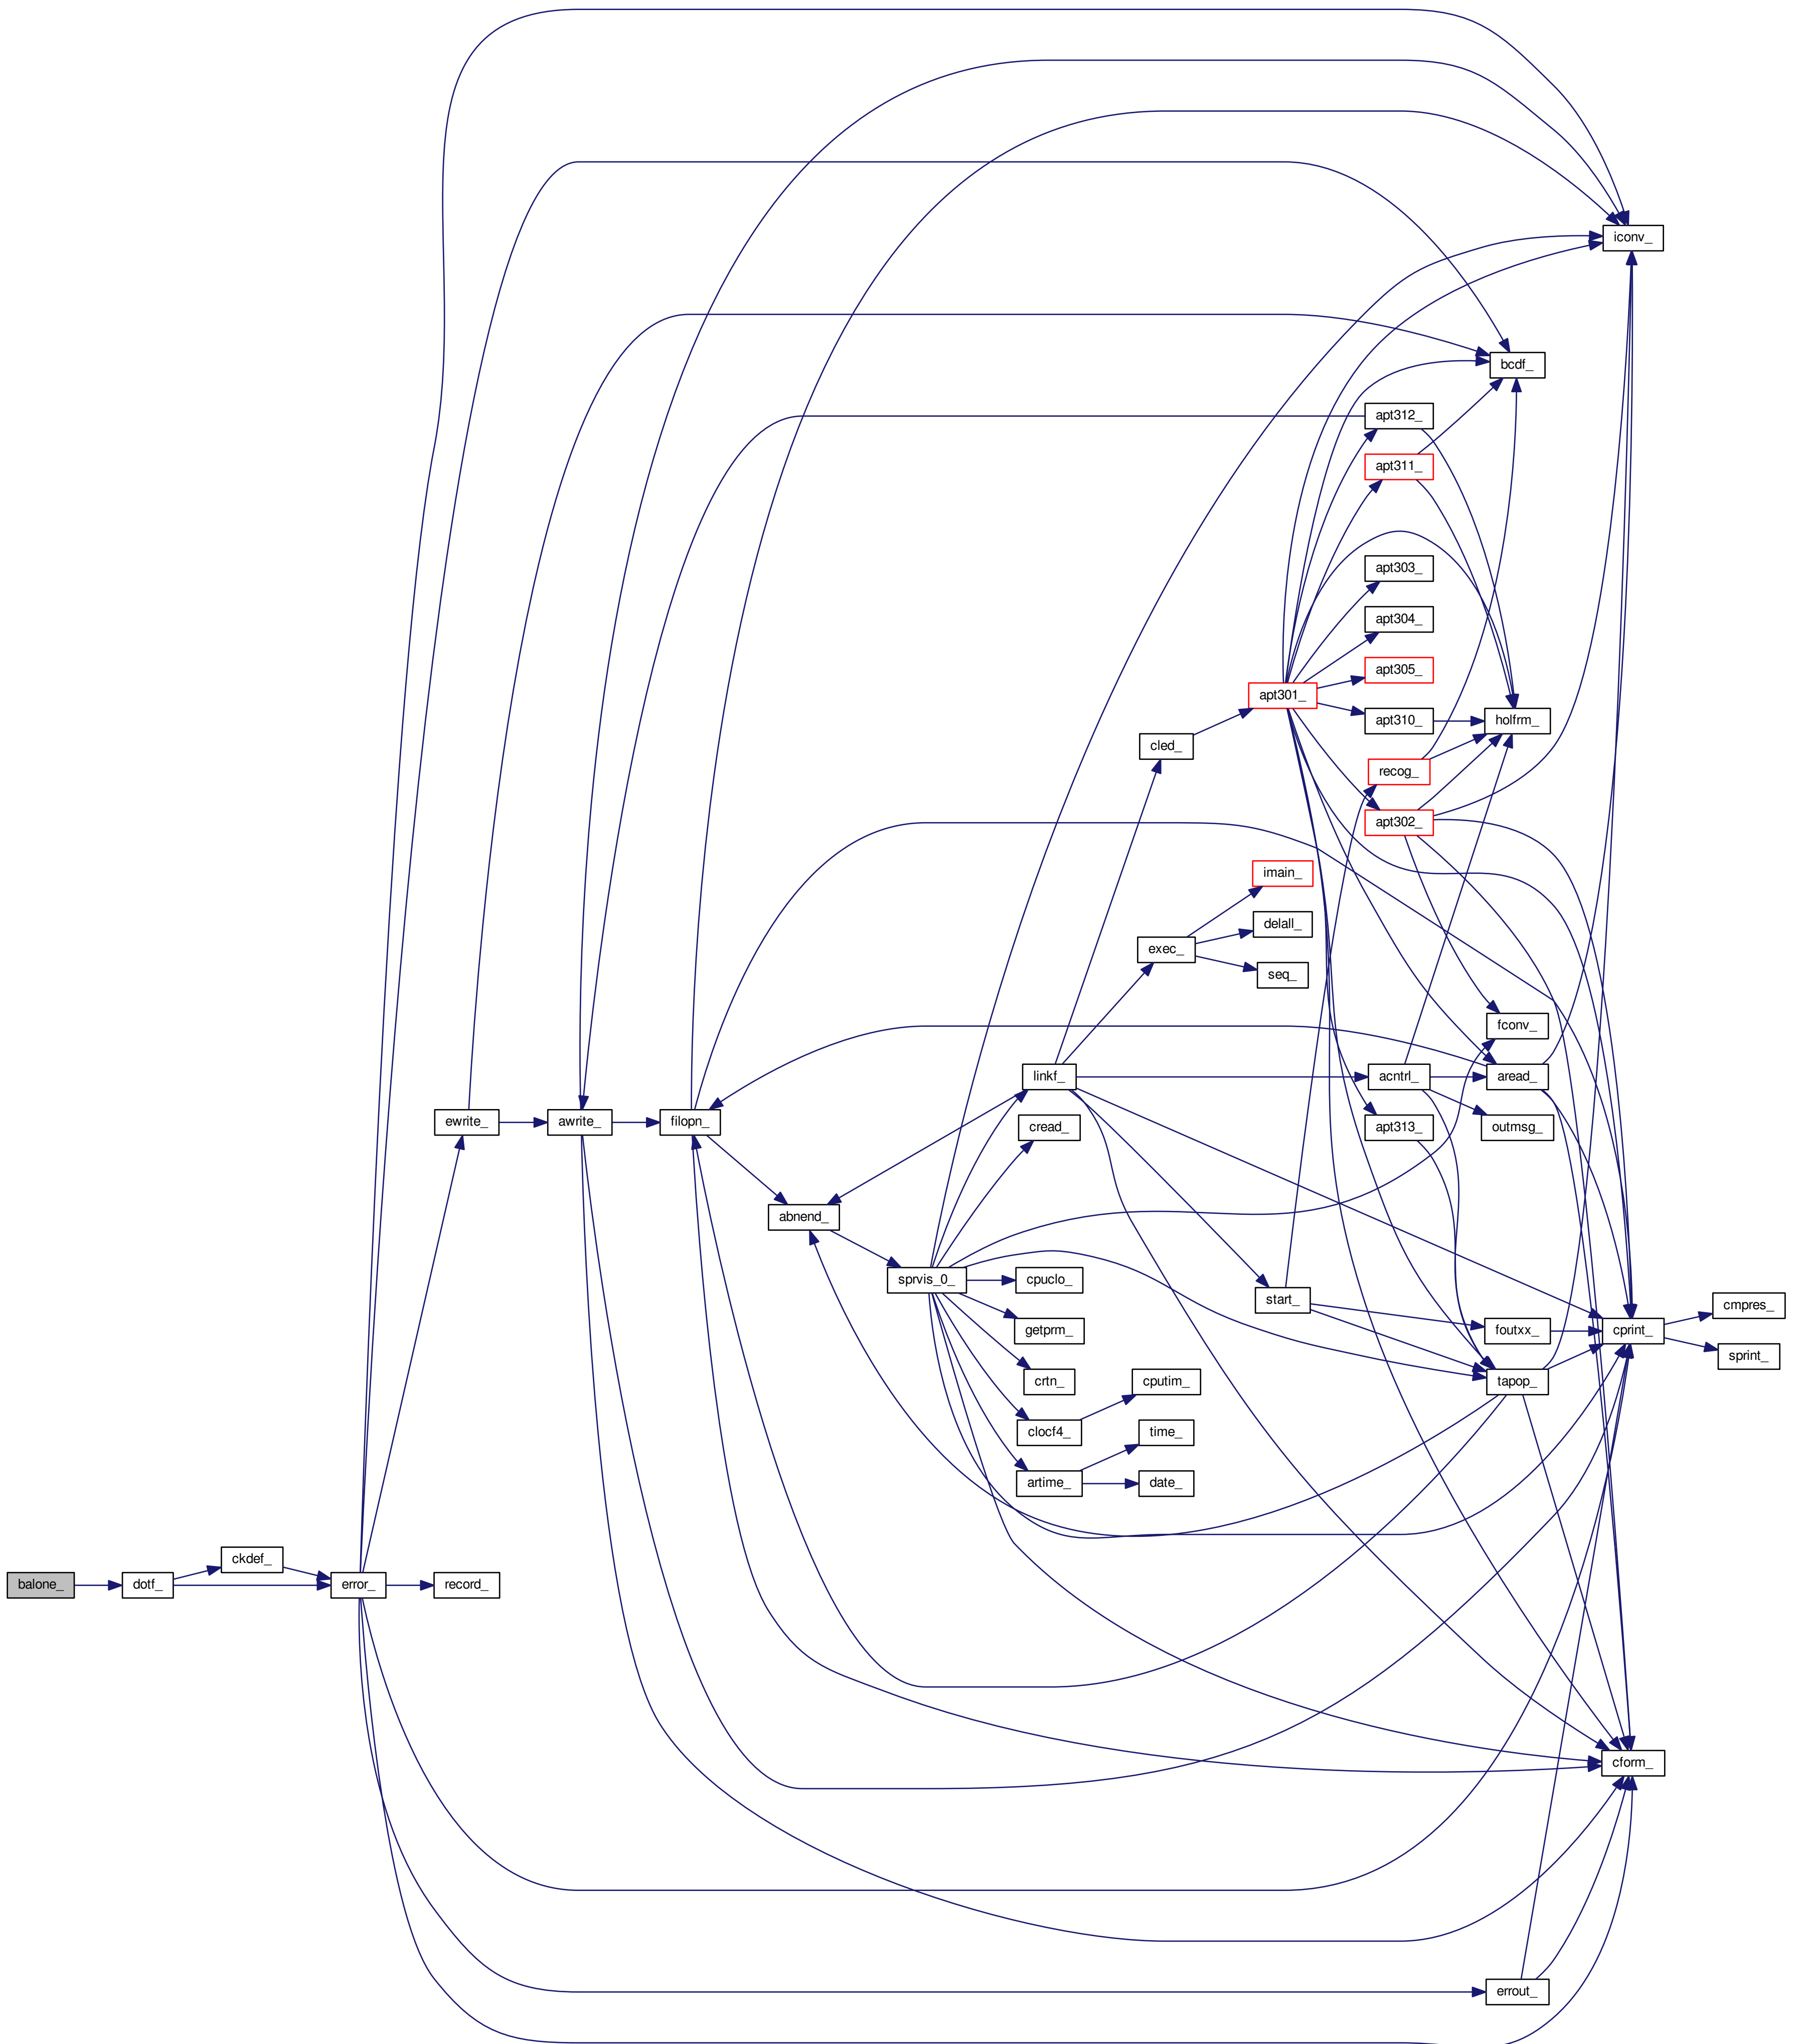 iconv_
bcdf_
apt312_
apt311_
apt303_
apt304_
apt305_
apt301_
apt310_
holfrm_
cled_
recog_
apt302_
imain_
delall_
exec_
seq_
fconv_
linkf_
acntrl_
aread_
ewrite_
awrite_
filopn_
cread_
apt313_
outmsg_
abnend_
sprvis_0_
cpuclo_
start_
cmpres_
getprm_
foutxx_
cprint_
sprint_
crtn_
cputim_
tapop_
clocf4_
time_
artime_
date_
ckdef_
balone_
dotf_
error_
record_
cform_
errout_